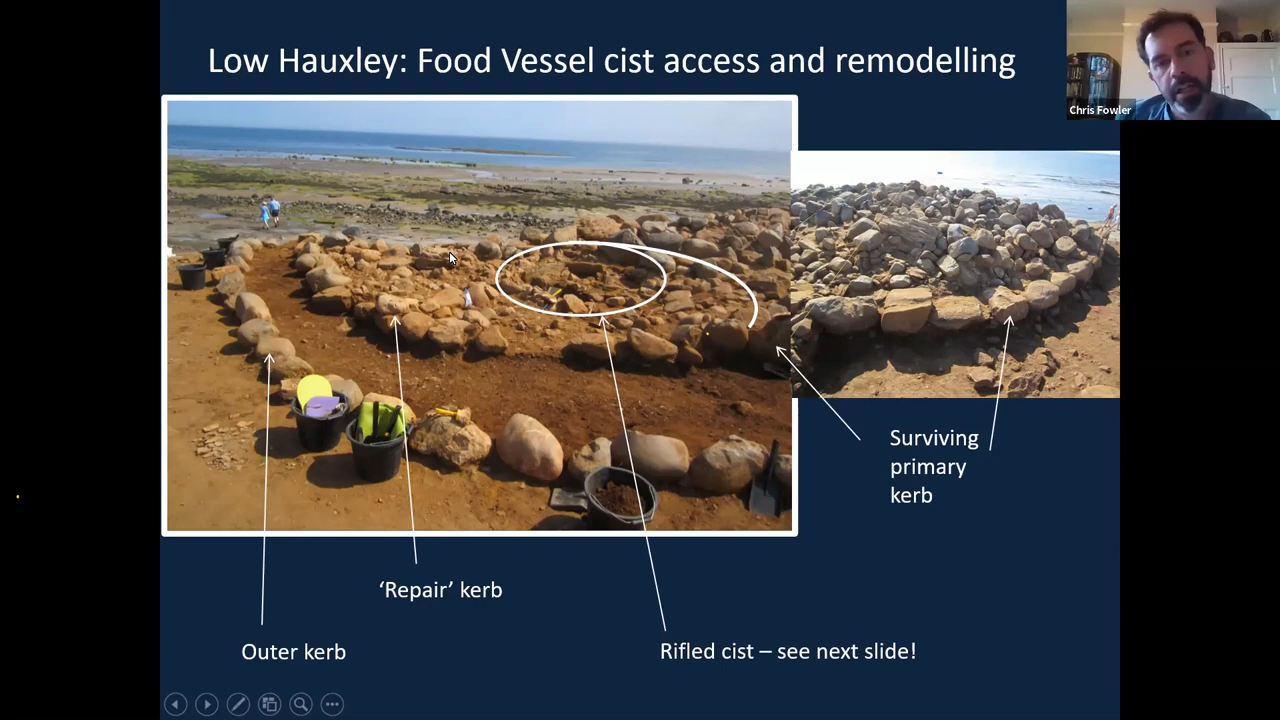 Low Hauxley: Food Vessel cist access and remodelling
Chris Fowler
Surviving
primary
kerb
‘Repair’ kerb
Outer kerb
Rifled cist – see next slide!